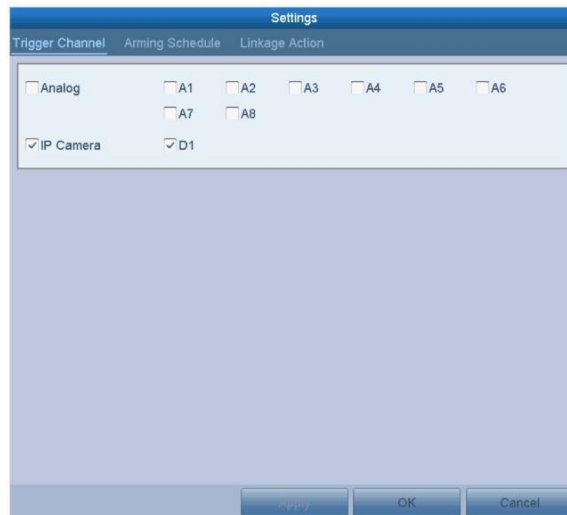 Settings
Trigger Channel Arming Schedule Linkage Action
Analog A1 A2 A3 A4 A5 A6
A7 A8
IP Camera D1
Apply OK Cancel